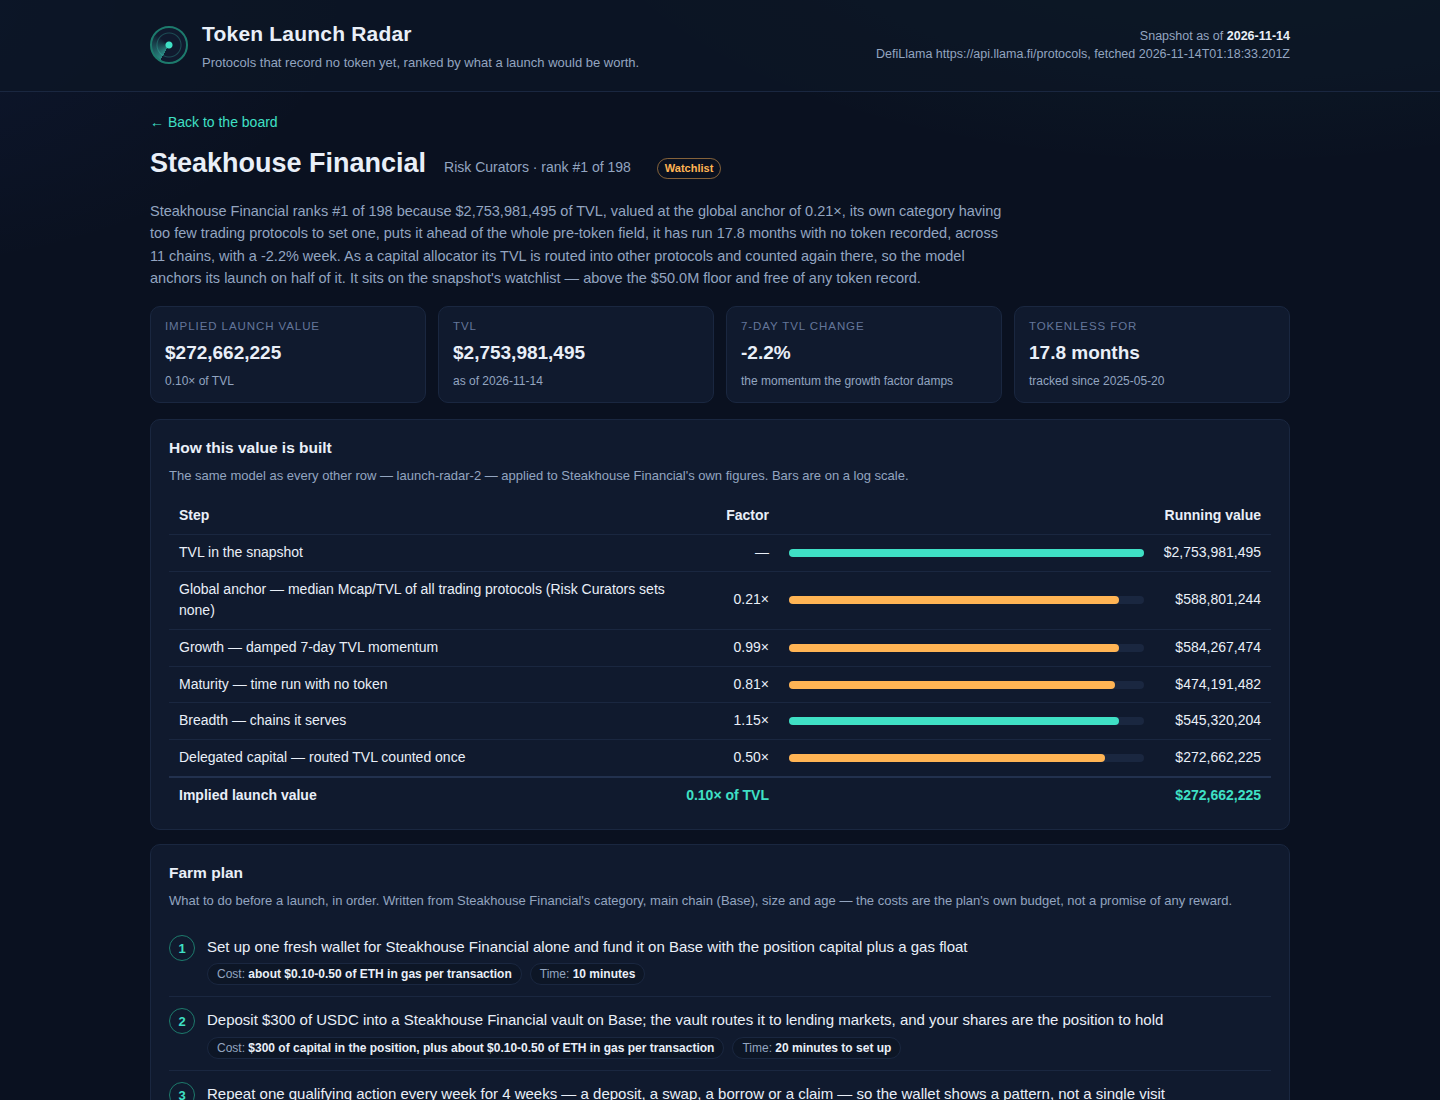 Token Launch Radar
Protocols that record no token yet, ranked by what a launch would be worth.
Snapshot as of 2026-11-14
DefiLlama https://api.llama.fi/protocols, fetched 2026-11-14T01:18:33.201Z
← Back to the board
Steakhouse Financial
Risk Curators · rank #1 of 198
Watchlist
Steakhouse Financial ranks #1 of 198 because $2,753,981,495 of TVL, valued at the global anchor of 0.21×, its own category having
too few trading protocols to set one, puts it ahead of the whole pre-token field, it has run 17.8 months with no token recorded, across
11 chains, with a -2.2% week. As a capital allocator its TVL is routed into other protocols and counted again there, so the model
anchors its launch on half of it. It sits on the snapshot's watchlist — above the $50.0M floor and free of any token record.
IMPLIED LAUNCH VALUE
$272,662,225
0.10× of TVL
TVL
$2,753,981,495
as of 2026-11-14
7-DAY TVL CHANGE
-2.2%
the momentum the growth factor damps
TOKENLESS FOR
17.8 months
tracked since 2025-05-20
How this value is built
The same model as every other row — launch-radar-2 — applied to Steakhouse Financial's own figures. Bars are on a log scale.
Step Factor Running value
TVL in the snapshot — $2,753,981,495
Global anchor — median Mcap/TVL of all trading protocols (Risk Curators sets
none) 0.21× $588,801,244
Growth — damped 7-day TVL momentum 0.99× $584,267,474
Maturity — time run with no token 0.81× $474,191,482
Breadth — chains it serves 1.15× $545,320,204
Delegated capital — routed TVL counted once 0.50× $272,662,225
Implied launch value 0.10× of TVL $272,662,225
Farm plan
What to do before a launch, in order. Written from Steakhouse Financial's category, main chain (Base), size and age — the costs are the plan's own budget, not a promise of any reward.
1 Set up one fresh wallet for Steakhouse Financial alone and fund it on Base with the position capital plus a gas float
Cost: about $0.10-0.50 of ETH in gas per transaction Time: 10 minutes
2 Deposit $300 of USDC into a Steakhouse Financial vault on Base; the vault routes it to lending markets, and your shares are the position to hold
Cost: $300 of capital in the position, plus about $0.10-0.50 of ETH in gas per transaction Time: 20 minutes to set up
3 Repeat one qualifying action every week for 4 weeks — a deposit, a swap, a borrow or a claim — so the wallet shows a pattern, not a single visit